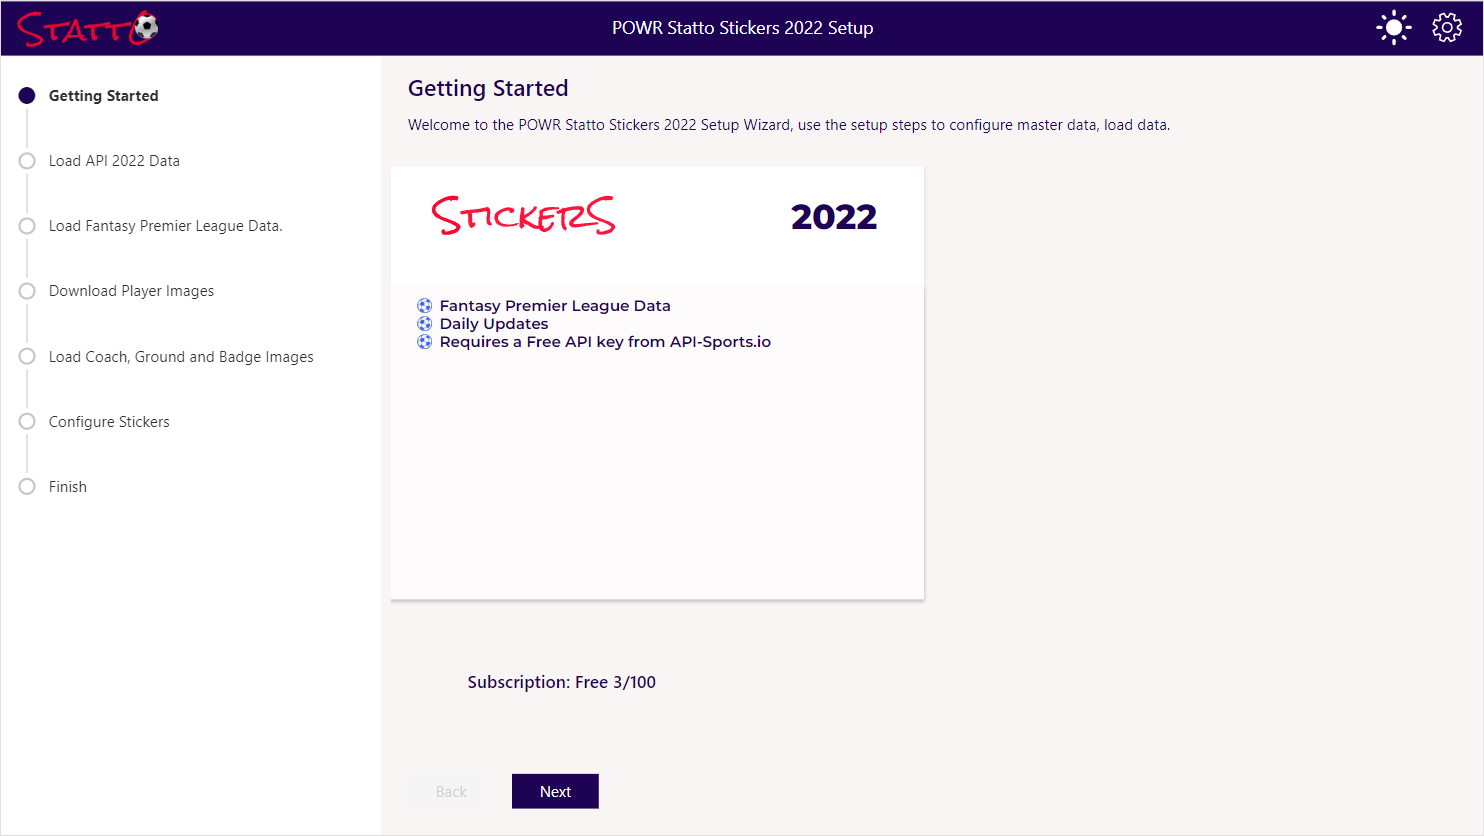 STATTO
POWR Statto Stickers 2022 Setup
Getting Started
Load API 2022 Data
Load Fantasy Premier League Data.
Download Player Images
Load Coach, Ground and Badge Images
Configure Stickers
Finish
Getting Started
Welcome to the POWR Statto Stickers 2022 Setup Wizard, use the setup steps to configure master data, load data.
STICKERS 2022
Fantasy Premier League Data
Daily Updates
Requires a Free API key from API-Sports.io
Subscription: Free 3/100
Back Next